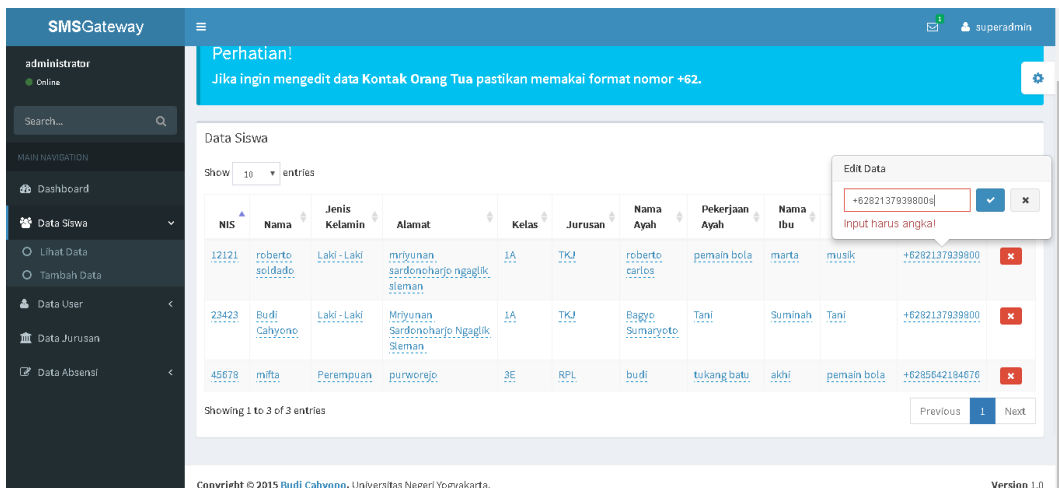 SMSGateway
1
superadmin
administrator
Online
Search...
MAIN NAVIGATION
Dashboard
Data Siswa
Lihat Data
Tambah Data
Data User
Data Jurusan
Data Absensi
Perhatian!
Jika ingin mengedit data Kontak Orang Tua pastikan memakai format nomor +62.
Data Siswa
Show 10 entries
Edit Data
+6282137939800s
Input harus angka!
NIS Nama Jenis Kelamin Alamat Kelas Jurusan Nama Ayah Pekerjaan Ayah Nama Ibu
12121 roberto soldado Laki - Laki mriyunan sardonoharjo ngaglik sleman 1A TKJ roberto carlos pemain bola marta musik +6282137939800
23423 Budi Cahyono Laki - Laki Mriyunan Sardonoharjo Ngaglik Sleman 1A TKJ Bagyo Sumaryoto Tani Suminah Tani +6282137939800
45678 mifta Perempuan purworejo 3E RPL budi tukang batu akhi pemain bola +6285642184676
Showing 1 to 3 of 3 entries
Previous 1 Next
Copyright © 2015 Budi Cahyono. Universitas Negeri Yogyakarta.
Version 1.0